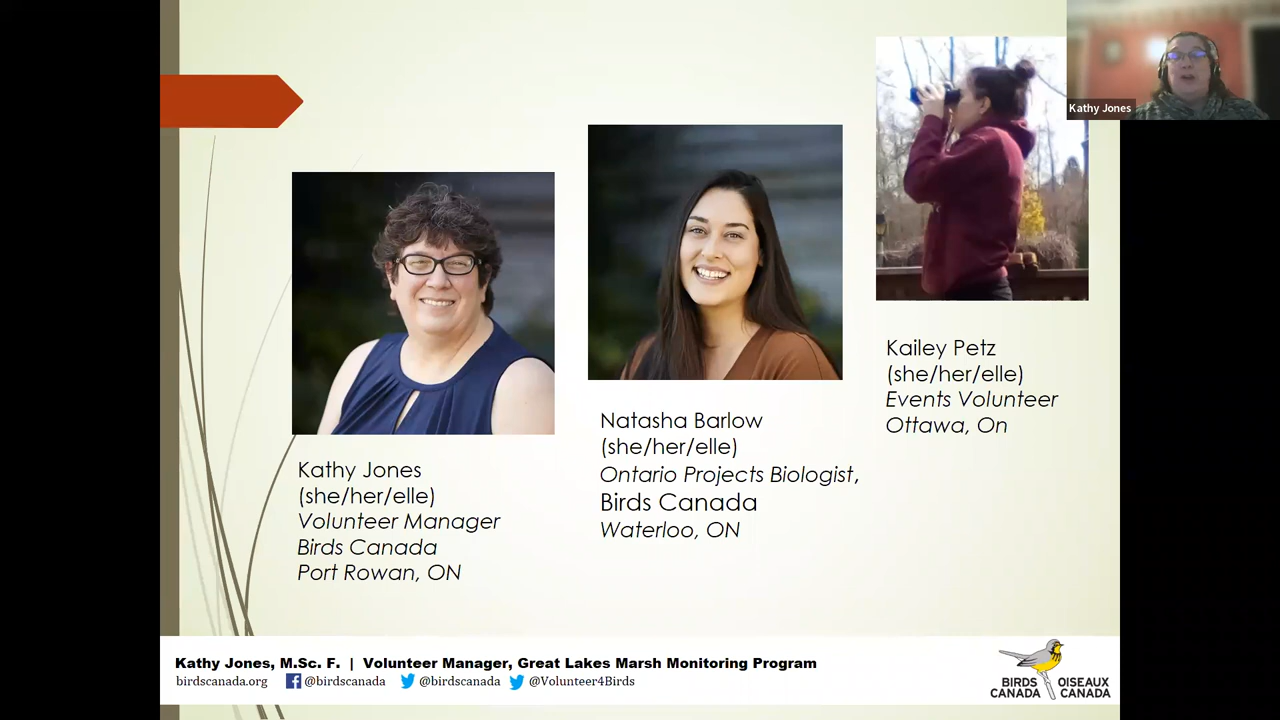 Kathy Jones
Kathy Jones
(she/her/elle)
Volunteer Manager
Birds Canada
Port Rowan, ON
Natasha Barlow
(she/her/elle)
Ontario Projects Biologist,
Birds Canada
Waterloo, ON
Kailey Petz
(she/her/elle)
Events Volunteer
Ottawa, On
Kathy Jones, M.Sc. F. | Volunteer Manager, Great Lakes Marsh Monitoring Program
birdscanada.org @birdscanada @birdscanada @Volunteer4Birds
BIRDS OISEAUX
CANADA CANADA